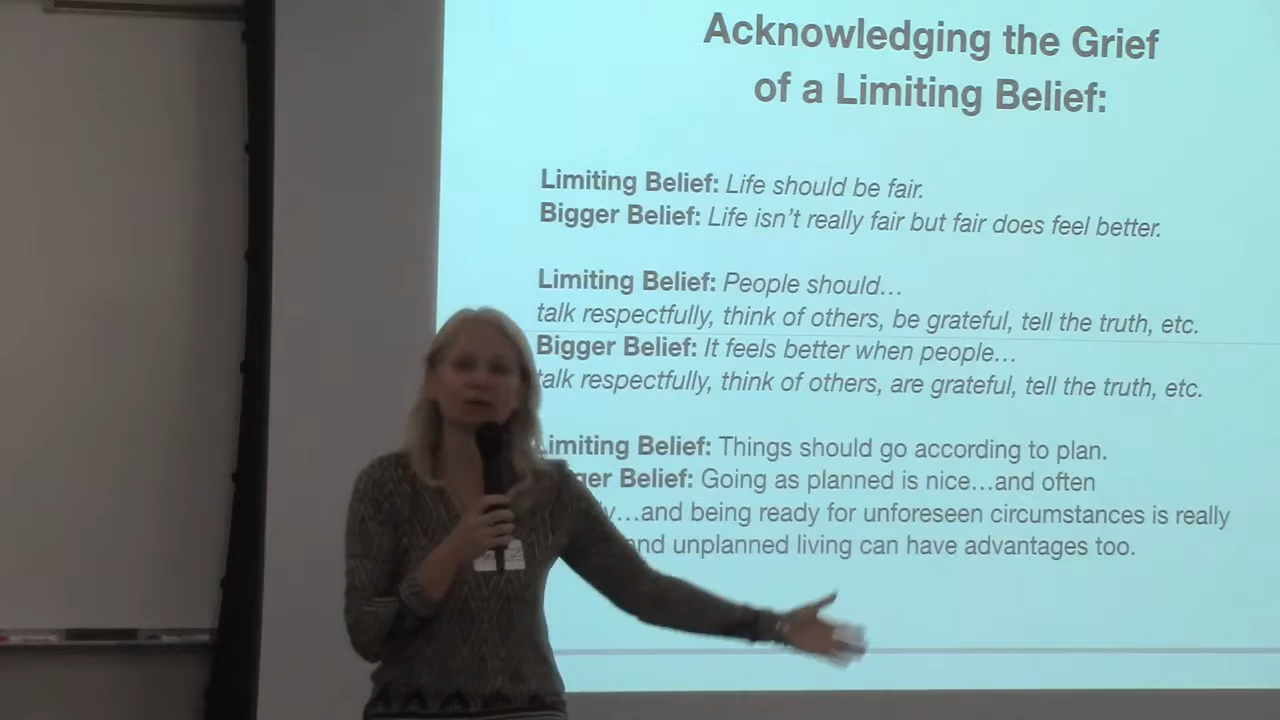 Acknowledging the Grief
of a Limiting Belief:
Limiting Belief: Life should be fair.
Bigger Belief: Life isn't really fair but fair does feel better.
Limiting Belief: People should…
talk respectfully, think of others, be grateful, tell the truth, etc.
Bigger Belief: It feels better when people…
talk respectfully, think of others, are grateful, tell the truth, etc.
Limiting Belief: Things should go according to plan.
Belief: Going as planned is nice…and often
…and being ready for unforeseen circumstances is really
and unplanned living can have advantages too.